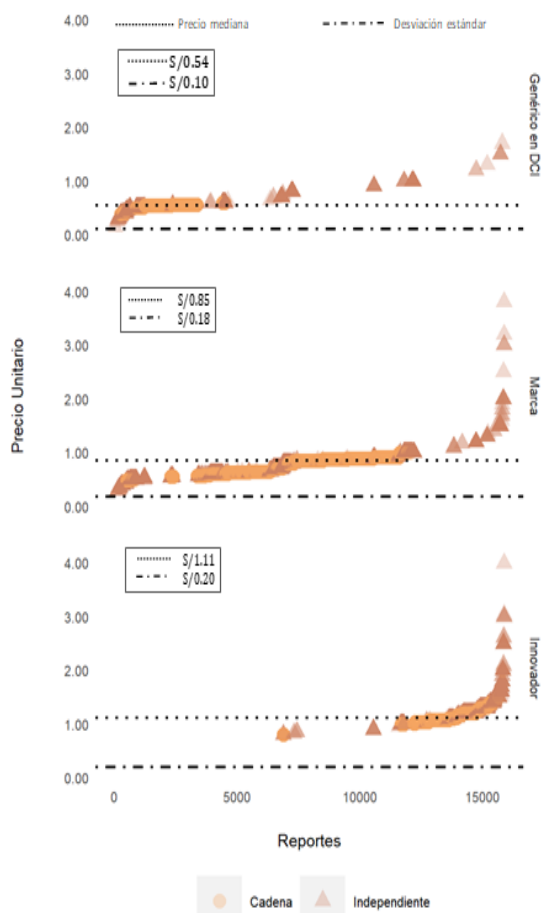 4.00
Precio mediana
Desviación estándar
3.00
S/0.54
S/0.10
2.00
1.00
0.00
Genérico en DCI
Precio Unitario
4.00
S/0.85
S/0.18
3.00
2.00
1.00
0.00
Marca
4.00
S/1.11
S/0.20
3.00
2.00
1.00
0.00
Innovador
0
5000
10000
15000
Reportes
Cadena
Independiente